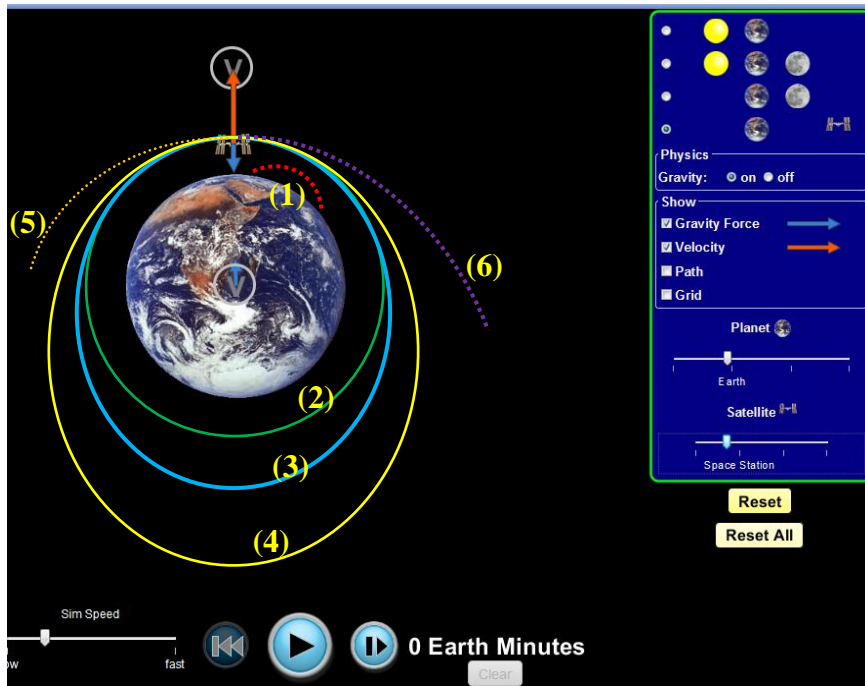 V
(1)
(5)
(6)
V
(2)
(3)
(4)
Physics
Gravity: on off
Show
Gravity Force
Velocity
Path
Grid
Planet
Earth
Satellite
Space Station
Reset
Reset All
Sim Speed
ow fast
0 Earth Minutes
Clear